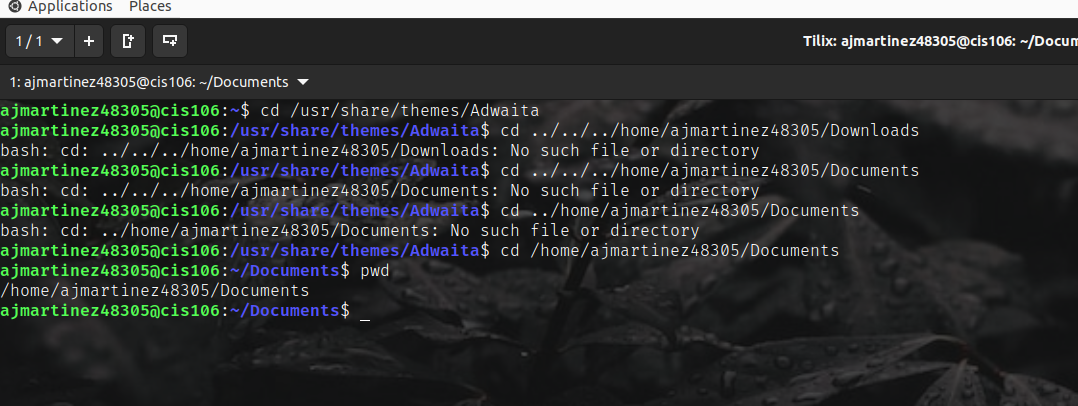 Applications Places
1 / 1
Tilix: ajmartinez48305@cis106: ~/Docum
1: ajmartinez48305@cis106: ~/Documents
ajmartinez48305@cis106:~$ cd /usr/share/themes/Adwaita
ajmartinez48305@cis106:/usr/share/themes/Adwaita$ cd ../../../home/ajmartinez48305/Downloads
bash: cd: ../../../home/ajmartinez48305/Downloads: No such file or directory
ajmartinez48305@cis106:/usr/share/themes/Adwaita$ cd ../../../home/ajmartinez48305/Documents
bash: cd: ../../../home/ajmartinez48305/Documents: No such file or directory
ajmartinez48305@cis106:/usr/share/themes/Adwaita$ cd ../home/ajmartinez48305/Documents
bash: cd: ../home/ajmartinez48305/Documents: No such file or directory
ajmartinez48305@cis106:/usr/share/themes/Adwaita$ cd /home/ajmartinez48305/Documents
ajmartinez48305@cis106:~/Documents$ pwd
/home/ajmartinez48305/Documents
ajmartinez48305@cis106:~/Documents$ _